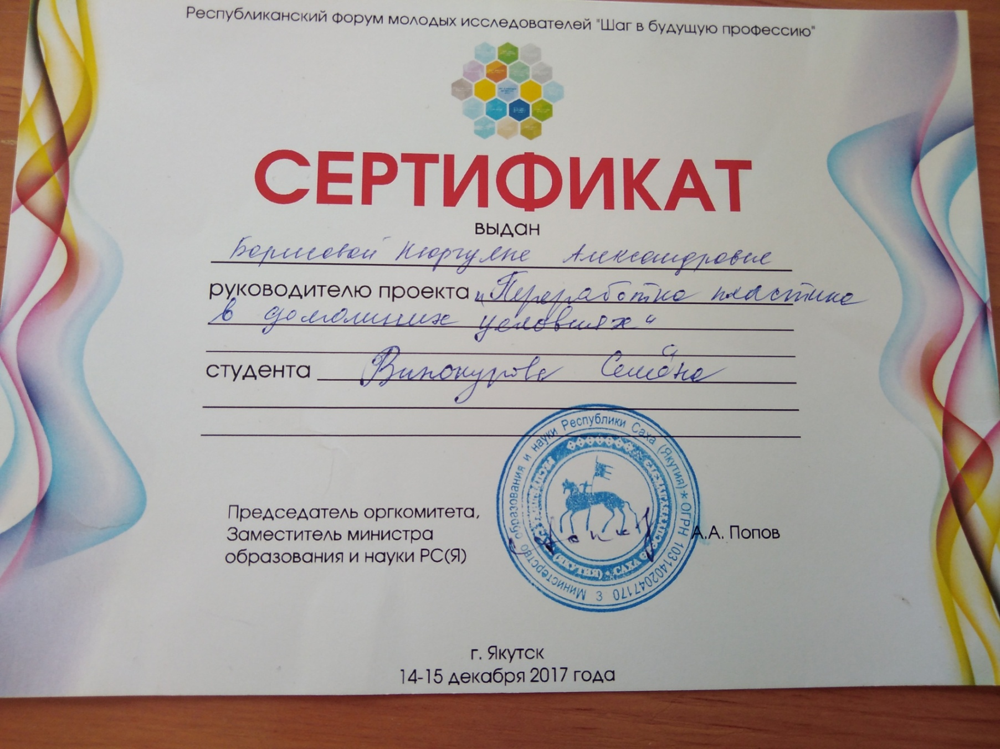 Республиканский форум молодых исследователей "Шаг в будущую профессию"
СЕРТИФИКАТ
выдан
Борисовой Нюргуяне Александровне
руководителю проекта „Переработка пластика
в домашних условиях“
студента Винокурова Семёна
Министерство образования и науки Республики Саха (Якутия) * ОГРН 1031402047170 3
Председатель оргкомитета,
Заместитель министра
образования и науки РС(Я)
А.А. Попов
г. Якутск
14-15 декабря 2017 года